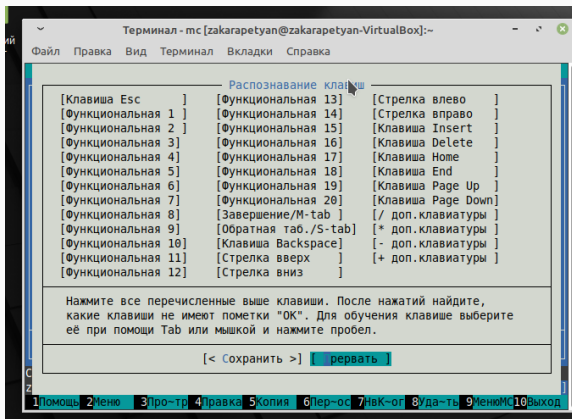 ий
Терминал - mc [zakarapetyan@zakarapetyan-VirtualBox]:~
Файл Правка Вид Терминал Вкладки Справка
Распознавание клавиш
[Клавиша Esc ] [Функциональная 13] [Стрелка влево ]
[Функциональная 1 ] [Функциональная 14] [Стрелка вправо ]
[Функциональная 2 ] [Функциональная 15] [Клавиша Insert ]
[Функциональная 3] [Функциональная 16] [Клавиша Delete ]
[Функциональная 4] [Функциональная 17] [Клавиша Home ]
[Функциональная 5] [Функциональная 18] [Клавиша End ]
[Функциональная 6] [Функциональная 19] [Клавиша Page Up ]
[Функциональная 7] [Функциональная 20] [Клавиша Page Down]
[Функциональная 8] [Завершение/M-tab ] [/ доп.клавиатуры ]
[Функциональная 9] [Обратная таб./S-tab] [* доп.клавиатуры ]
[Функциональная 10] [Клавиша Backspace] [- доп.клавиатуры ]
[Функциональная 11] [Стрелка вверх ] [+ доп.клавиатуры ]
[Функциональная 12] [Стрелка вниз ]
Нажмите все перечисленные выше клавиши. После нажатий найдите,
какие клавиши не имеют пометки "OK". Для обучения клавише выберите
её при помощи Tab или мышкой и нажмите пробел.
[< Сохранить >] [ Прервать ]
С
z ]
1Помощь 2Меню 3Про~тр 4Правка 5Копия 6Пер~ос 7НвК~ог 8Уда~ть 9МенюMC 10Выход